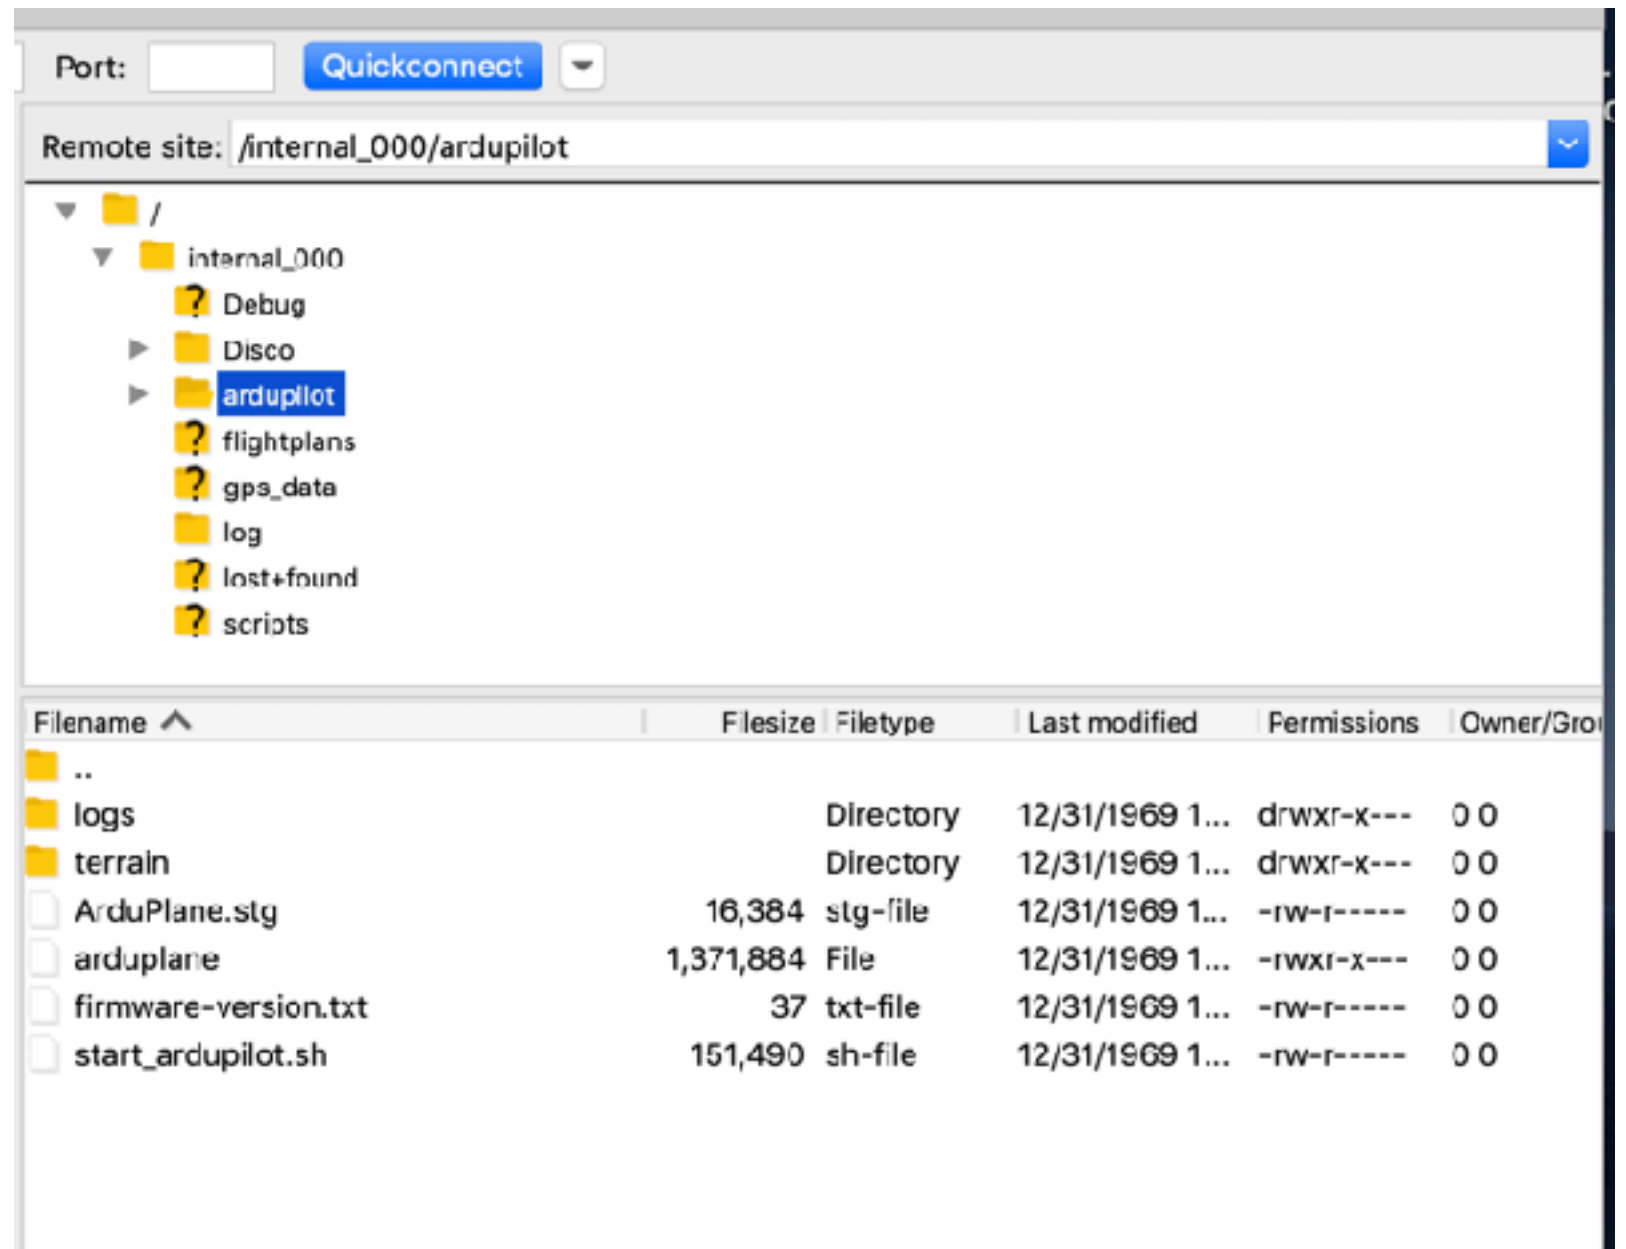 Port: Quickconnect
Remote site: /internal_000/ardupilot
/
internal_000
? Debug
Disco
ardupilot
? flightplans
? gps_data
log
? lost+found
? scripts
Filename Filesize Filetype Last modified Permissions Owner/Grou
..
logs Directory 12/31/1969 1... drwxr-x--- 0 0
terrain Directory 12/31/1969 1... drwxr-x--- 0 0
ArduPlane.stg 16,384 stg-file 12/31/1969 1... -rw-r----- 0 0
arduplane 1,371,884 File 12/31/1969 1... -rwxr-x--- 0 0
firmware-version.txt 37 txt-file 12/31/1969 1... -rw-r----- 0 0
start_ardupilot.sh 151,490 sh-file 12/31/1969 1... -rw-r----- 0 0